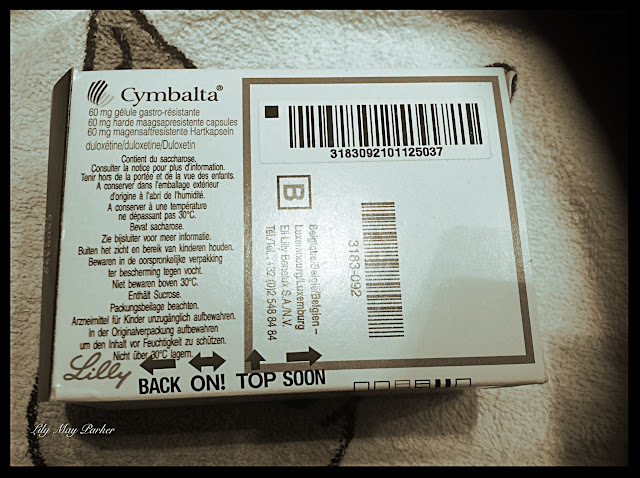 Cymbalta®
60 mg gélule gastro-résistante
60 mg harde maagsapresistente capsules
60 mg magensaftresistente Hartkapseln
duloxétine/duloxetine/Duloxetin
Contient du saccharose.
Consulter la notice pour plus d'information.
Tenir hors de la portée et de la vue des enfants.
A conserver dans l'emballage extérieur
d'origine à l'abri de l'humidité.
A conserver à une température
ne dépassant pas 30°C.
Bevat sacharose.
Zie bijsluiter voor meer informatie.
Buiten het zicht en bereik van kinderen houden.
Bewaren in de oorspronkelijke verpakking
ter bescherming tegen vocht.
Niet bewaren boven 30°C.
Enthält Sucrose.
Packungsbeilage beachten.
Arzneimittel für Kinder unzugänglich aufbewahren.
In der Originalverpackung aufbewahren
um den Inhalt vor Feuchtigkeit zu schützen.
Nicht über 30°C lagern.
Lilly
3183092101125037
B
Belgique/België/Belgien –
Luxembourg/Luxemburg
Eli Lilly Benelux S.A./N.V.
Tél./Tel.: +32 (0)2 548 84 84
3183-092
BACK ON! TOP SOON
Lily May Parker